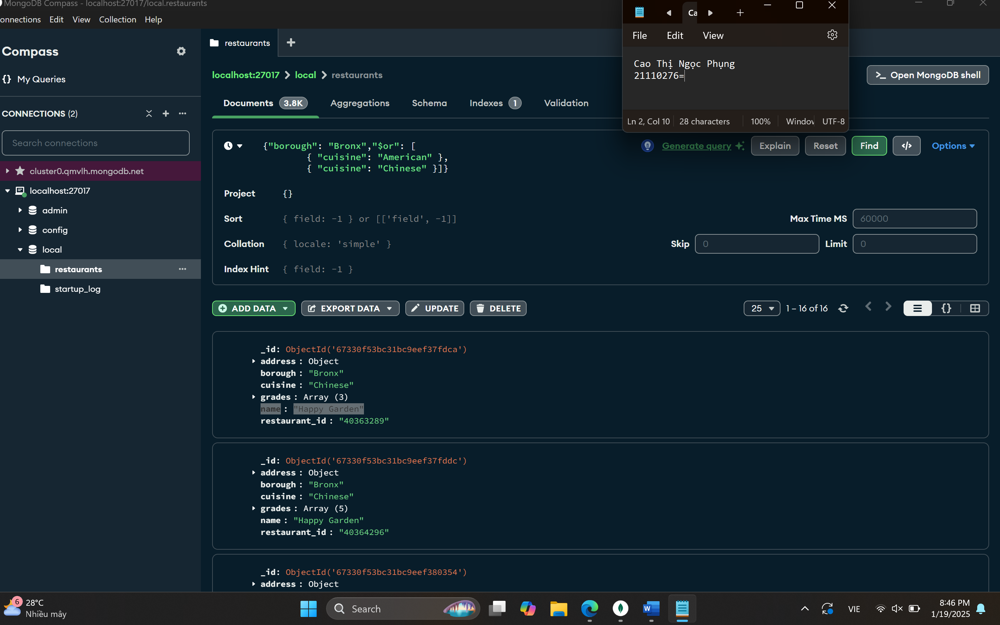 MongoDB Compass - localhost:27017/local.restaurants
onnections Edit View Collection Help
Compass
{} My Queries
CONNECTIONS (2)
Search connections
cluster0.qmvlh.mongodb.net
localhost:27017
admin
config
local
restaurants
startup_log
restaurants
localhost:27017 > local > restaurants
>_ Open MongoDB shell
Documents 3.8K Aggregations Schema Indexes 1 Validation
Ca
File Edit View
Cao Thị Ngọc Phụng
21110276=
Ln 2, Col 10 28 characters 100% Window UTF-8
{"borough": "Bronx","$or": [
{ "cuisine": "American" },
{ "cuisine": "Chinese" }]}
Generate query Explain Reset Find </> Options
Project {}
Sort { field: -1 } or [['field', -1]]
Max Time MS 60000
Collation { locale: 'simple' }
Skip 0 Limit 0
Index Hint { field: -1 }
ADD DATA EXPORT DATA UPDATE DELETE
25 1 – 16 of 16 {}
_id: ObjectId('67330f53bc31bc9eef37fdca')
address : Object
borough : "Bronx"
cuisine : "Chinese"
grades : Array (3)
name : "Happy Garden"
restaurant_id : "40363289"
_id: ObjectId('67330f53bc31bc9eef37fddc')
address : Object
borough : "Bronx"
cuisine : "Chinese"
grades : Array (5)
name : "Happy Garden"
restaurant_id : "40364296"
_id: ObjectId('67330f53bc31bc9eef380354')
address : Object
6
28°C
Nhiều mây
Search
W
VIE
8:46 PM
1/19/2025